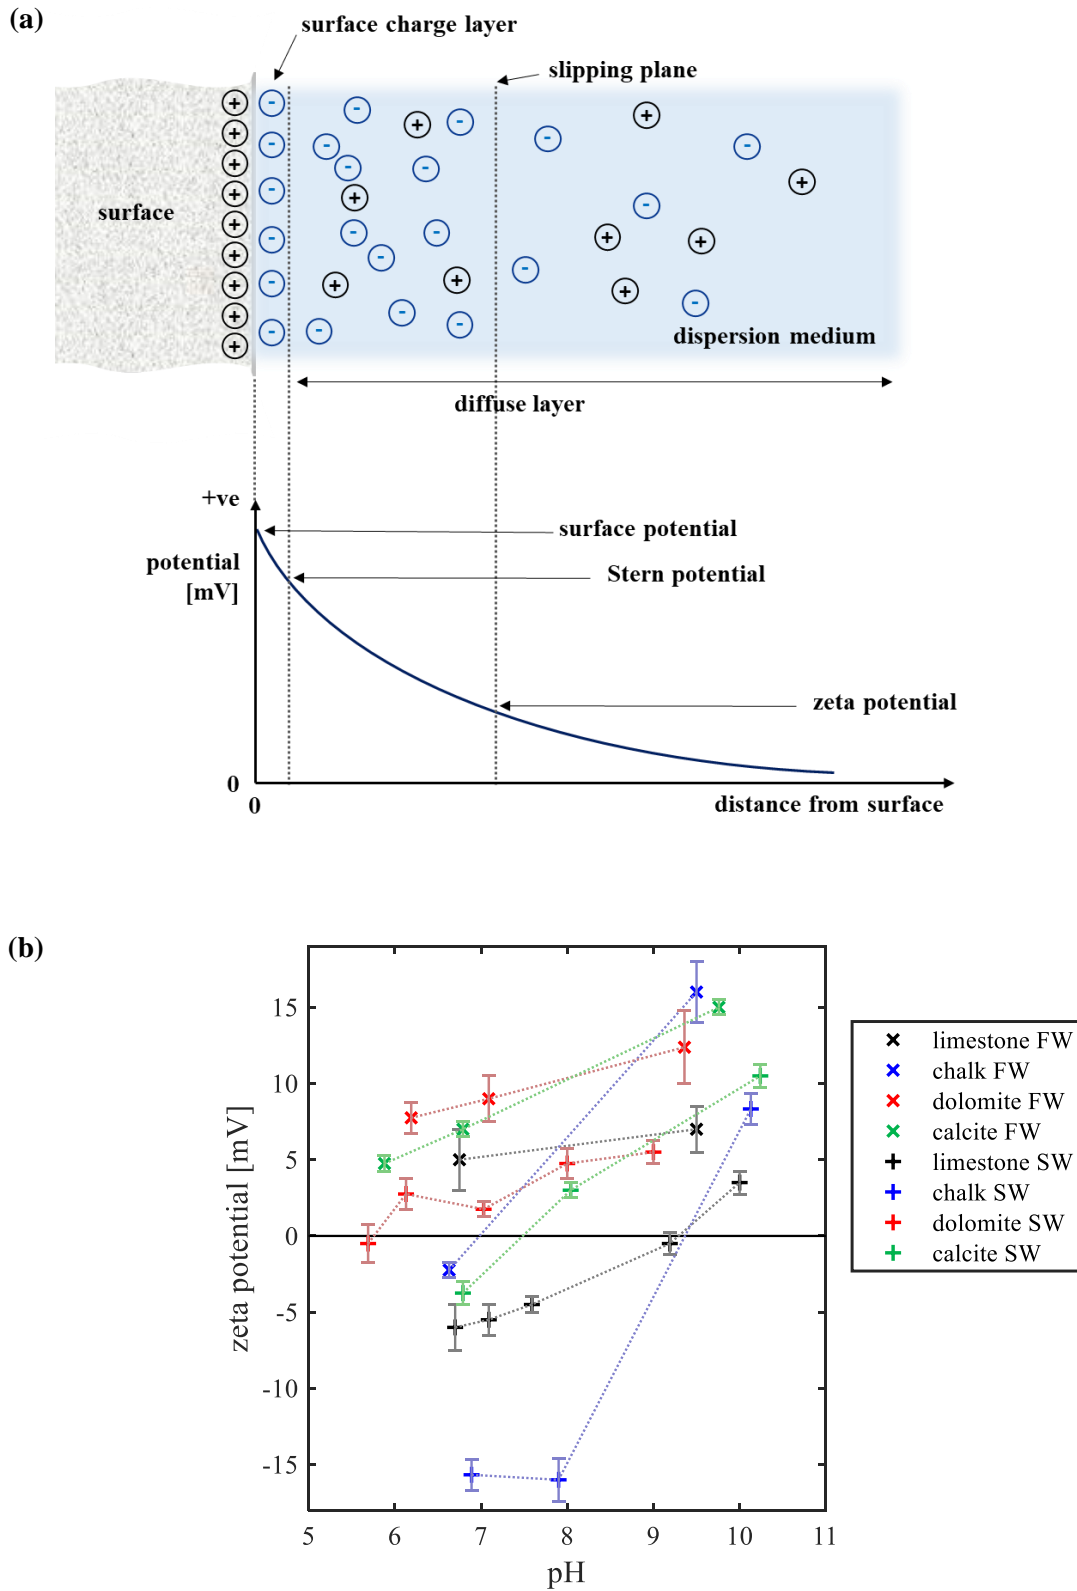 (a)
surface charge layer
slipping plane
surface
dispersion medium
diffuse layer
+ve
surface potential
potential
[mV]
Stern potential
zeta potential
0
0
distance from surface
(b)
zeta potential [mV]
15
10
5
0
-5
-10
-15
5 6 7 8 9 10 11
pH
limestone FW
chalk FW
dolomite FW
calcite FW
limestone SW
chalk SW
dolomite SW
calcite SW